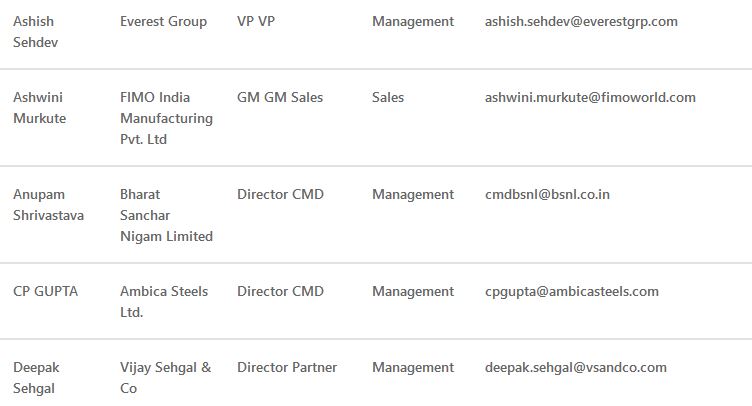 Ashish Everest Group VP VP Management ashish.sehdev@everestgrp.com
Sehdev
Ashwini FIMO India GM GM Sales Sales ashwini.murkute@fimoworld.com
Murkute Manufacturing
Pvt. Ltd
Anupam Bharat Director CMD Management cmdbsnl@bsnl.co.in
Shrivastava Sanchar
Nigam Limited
CP GUPTA Ambica Steels Director CMD Management cpgupta@ambicasteels.com
Ltd.
Deepak Vijay Sehgal & Director Partner Management deepak.sehgal@vsandco.com
Sehgal Co